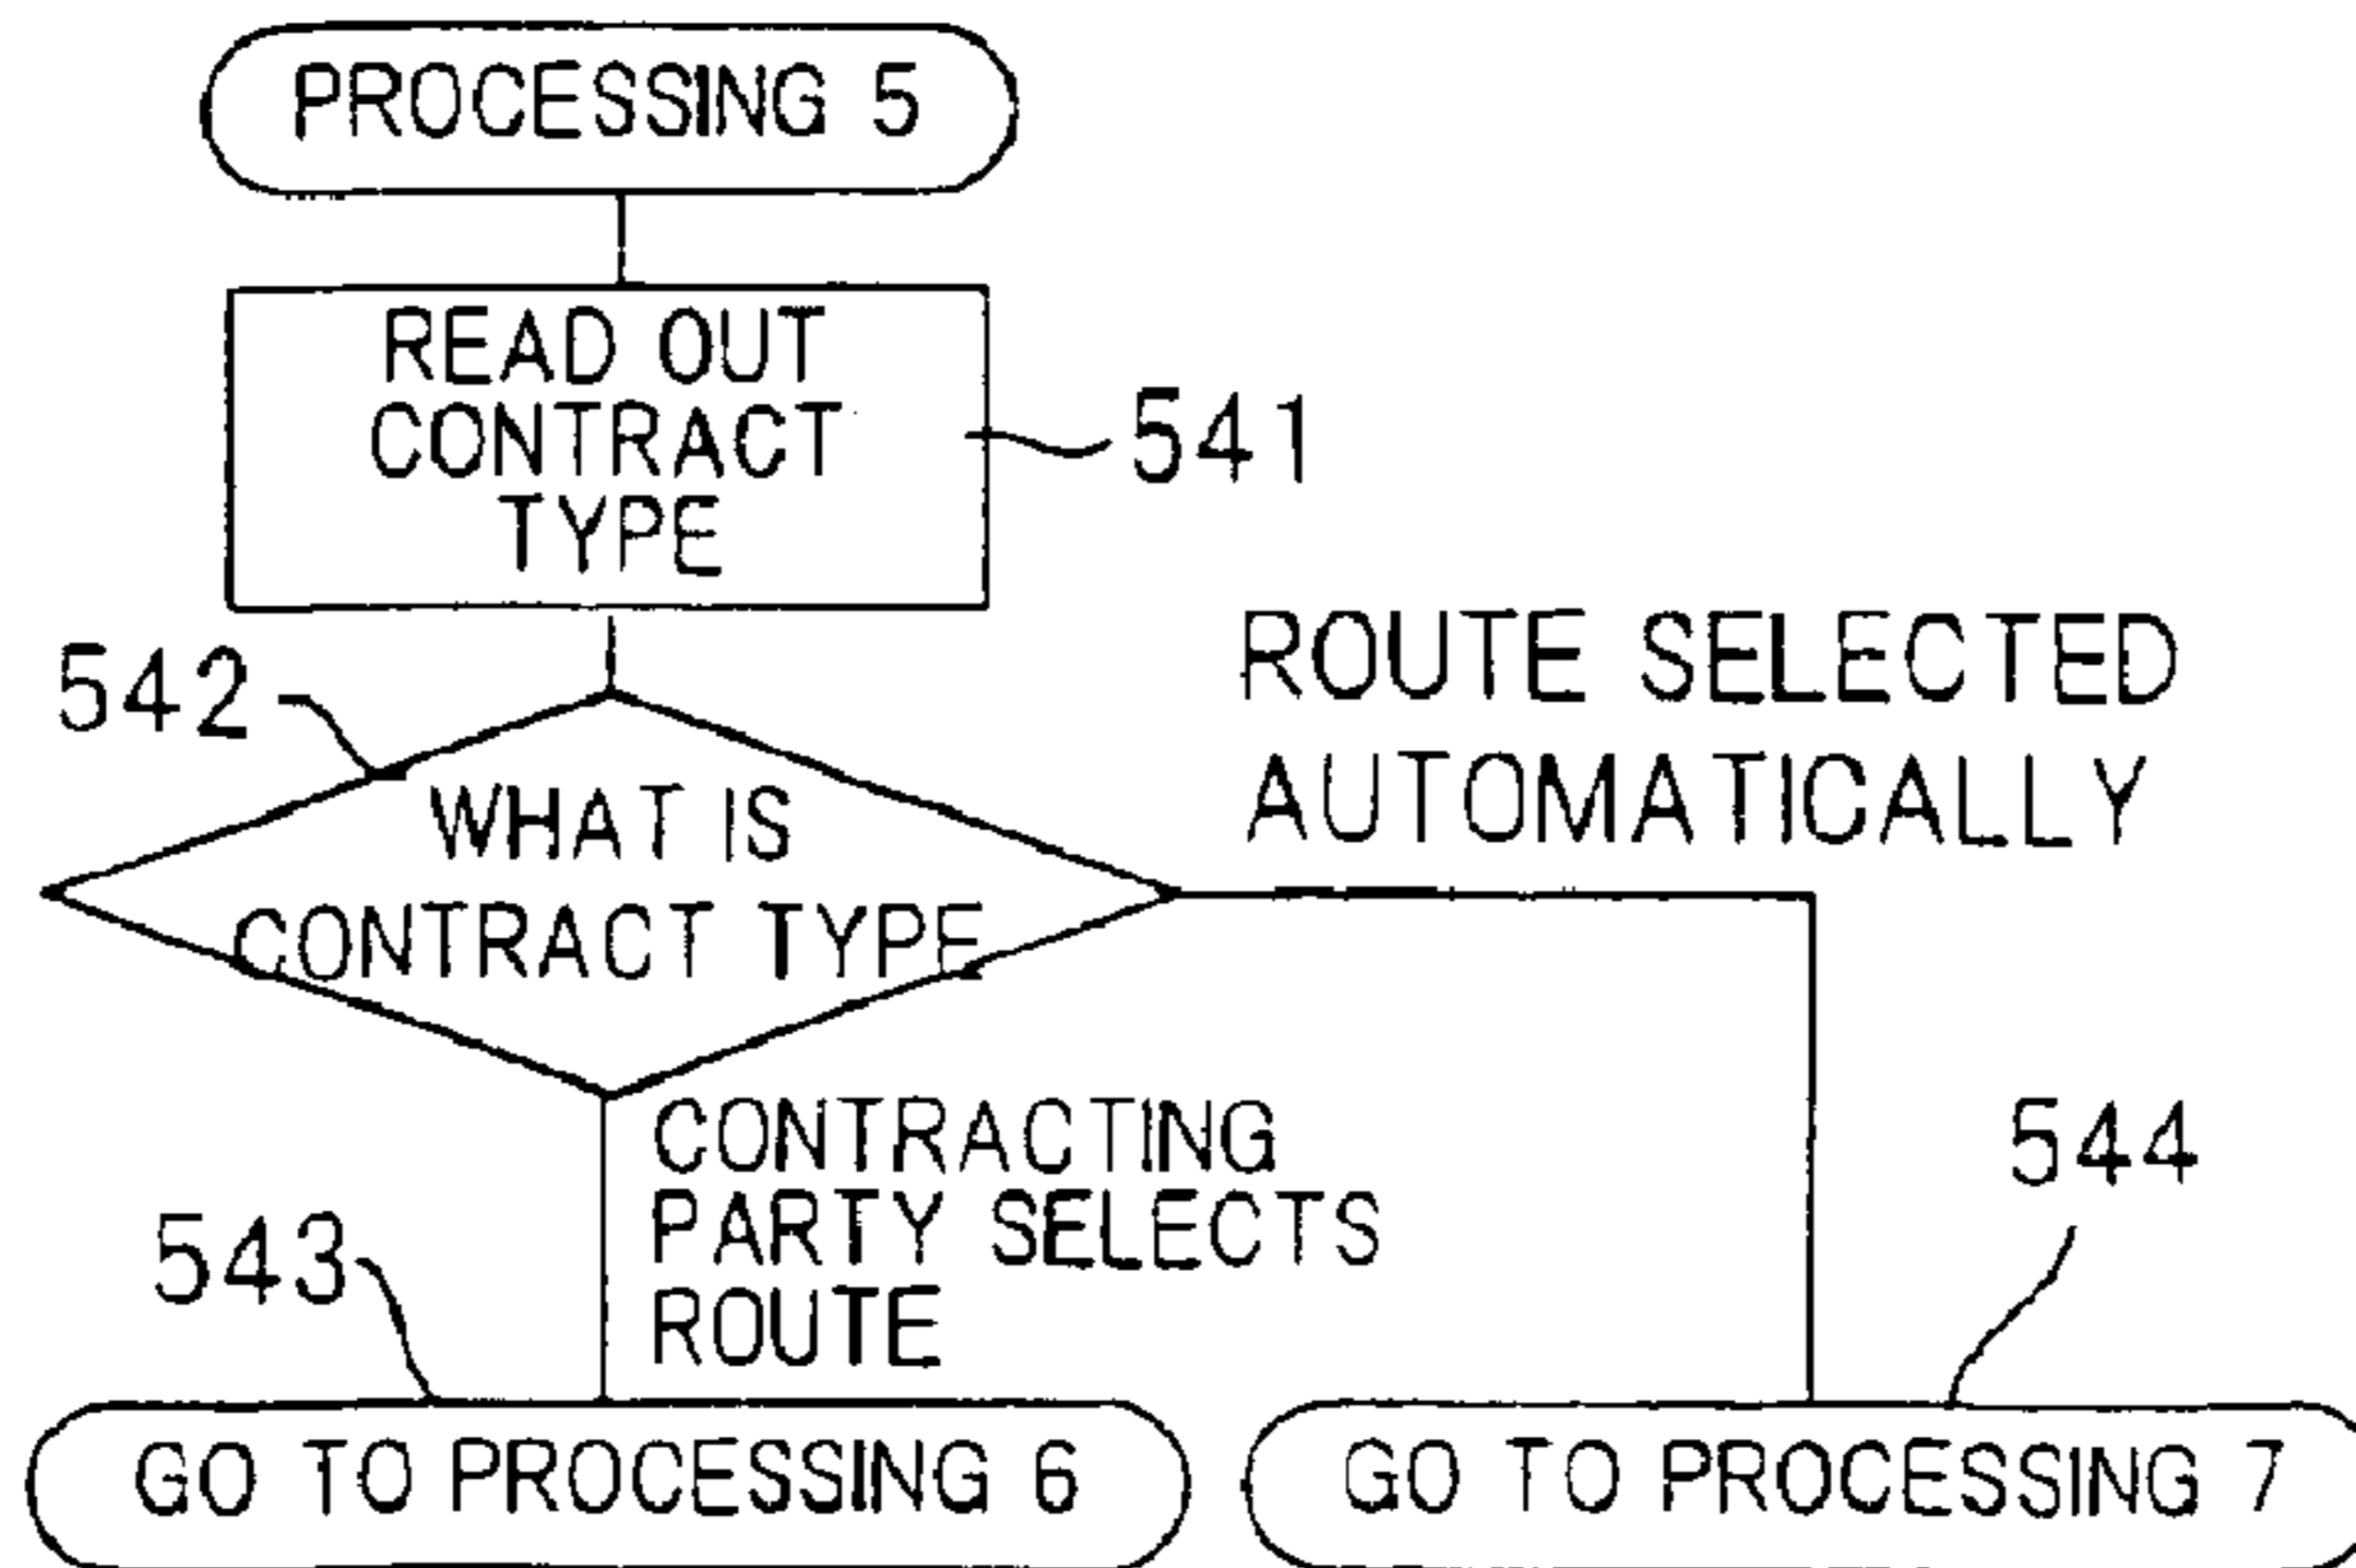 PROCESSING 5
READ OUT
CONTRACT
TYPE
541
542
ROUTE SELECTED
AUTOMATICALLY
WHAT IS
CONTRACT TYPE
CONTRACTING
PARTY SELECTS
ROUTE
543
544
GO TO PROCESSING 6
GO TO PROCESSING 7